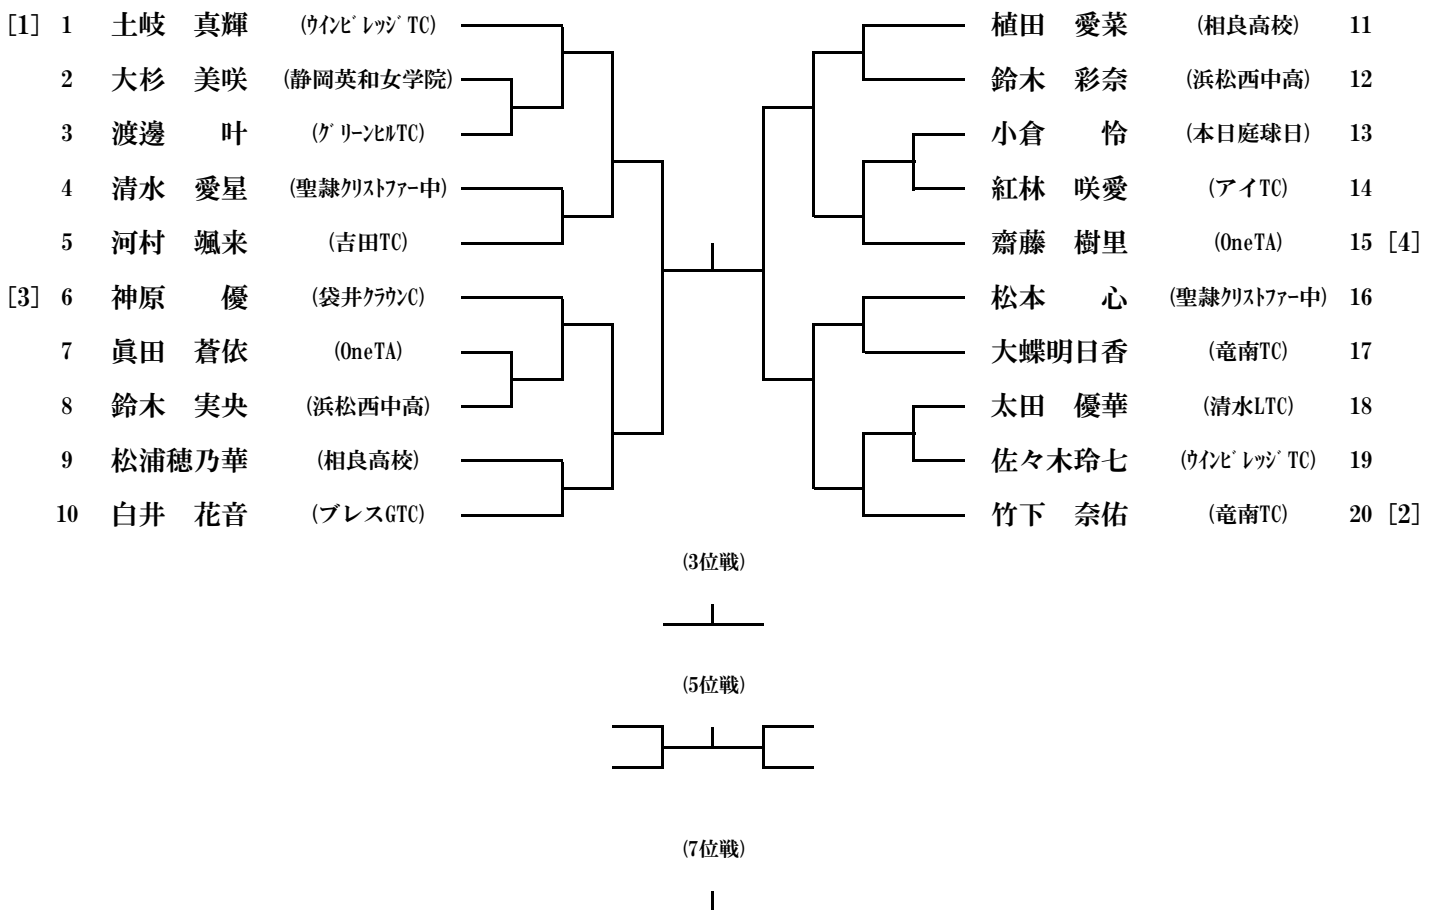 [1] 1 土岐 真輝 (ｳｲﾝﾋﾞﾚｯｼﾞTC)
2 大杉 美咲 (静岡英和女学院)
3 渡邊 叶 (ｸﾞﾘｰﾝﾋﾙTC)
4 清水 愛星 (聖隷ｸﾘｽﾄﾌｧｰ中)
5 河村 颯来 (吉田TC)
[3] 6 神原 優 (袋井ｸﾗｳﾝC)
7 眞田 蒼依 (OneTA)
8 鈴木 実央 (浜松西中高)
9 松浦穂乃華 (相良高校)
10 白井 花音 (ブレスGTC)
植田 愛菜 (相良高校) 11
鈴木 彩奈 (浜松西中高) 12
小倉 怜 (本日庭球日) 13
紅林 咲愛 (アイTC) 14
齋藤 樹里 (OneTA) 15 [4]
松本 心 (聖隷ｸﾘｽﾄﾌｧｰ中) 16
大蝶明日香 (竜南TC) 17
太田 優華 (清水LTC) 18
佐々木玲七 (ｳｲﾝﾋﾞﾚｯｼﾞTC) 19
竹下 奈佑 (竜南TC) 20 [2]
(3位戦)
(5位戦)
(7位戦)